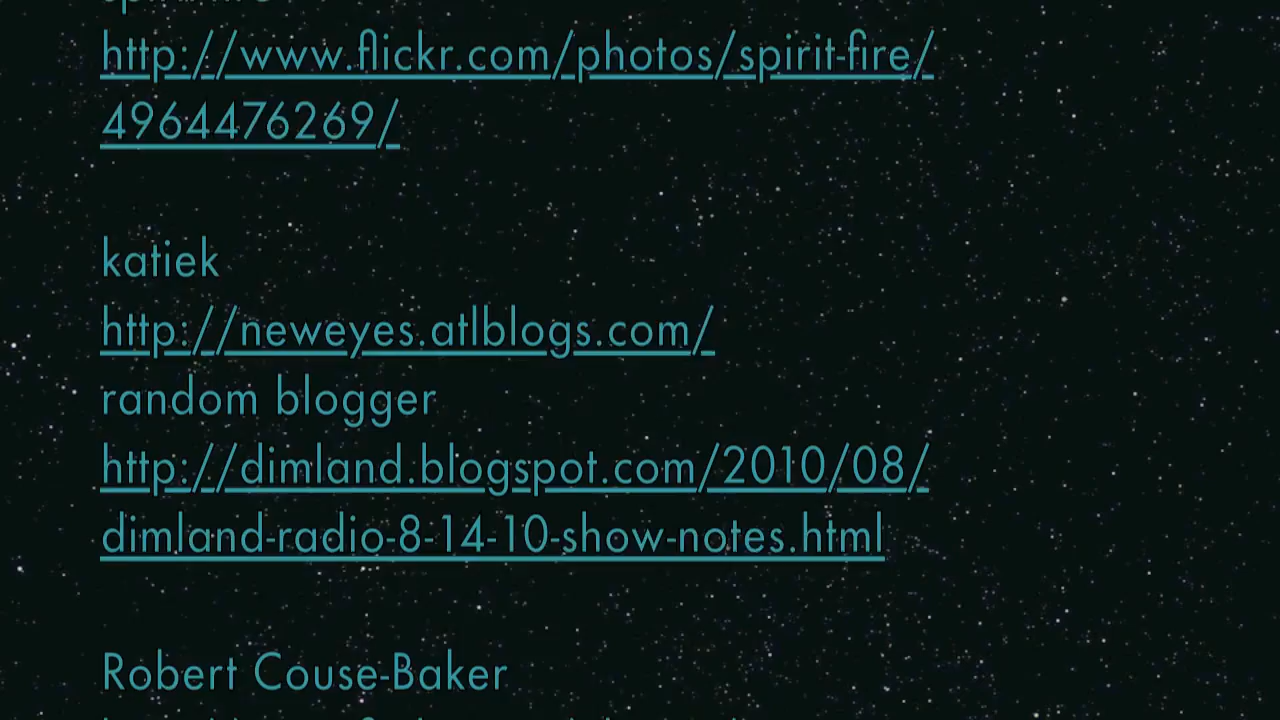 http://www.flickr.com/photos/spirit-fire/
4964476269/
katiek
http://neweyes.atlblogs.com/
random blogger
http://dimland.blogspot.com/2010/08/
dimland-radio-8-14-10-show-notes.html
Robert Couse-Baker